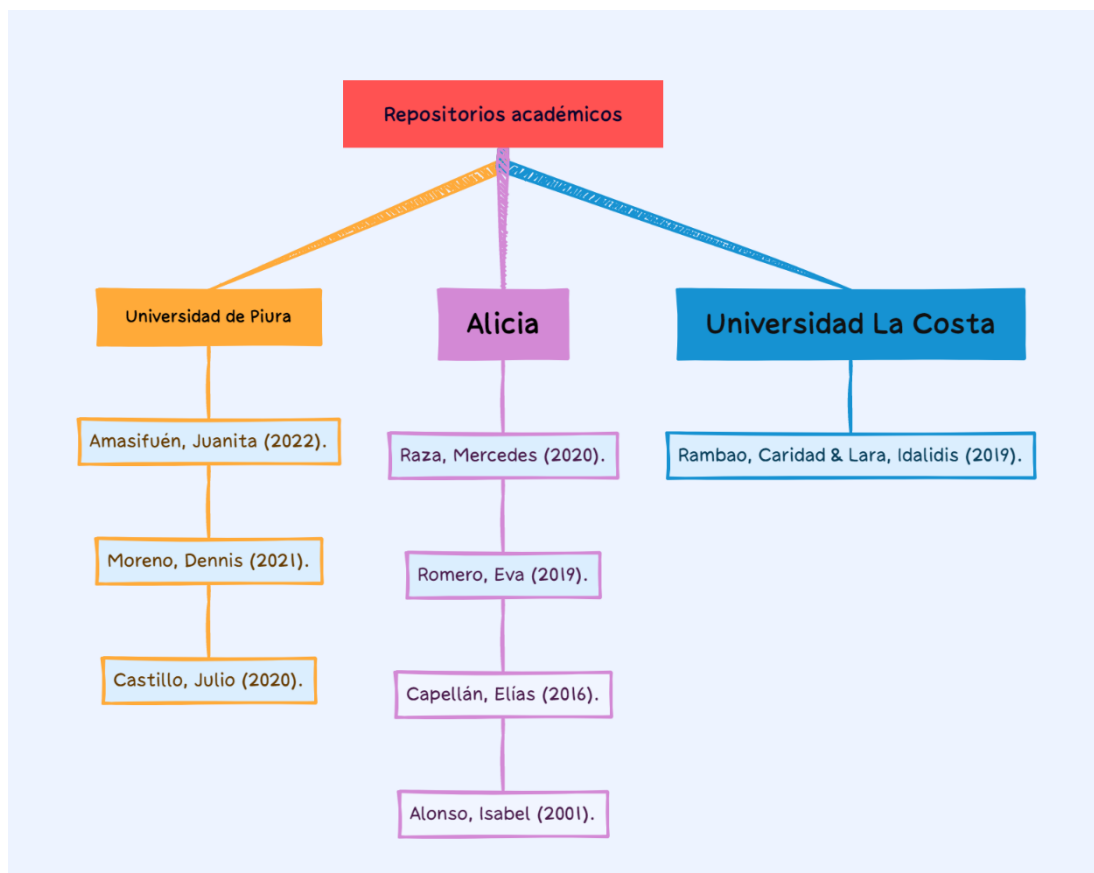 Repositorios académicos
Universidad de Piura
Alicia
Universidad La Costa
Amasifuén, Juanita (2022).
Moreno, Dennis (2021).
Castillo, Julio (2020).
Raza, Mercedes (2020).
Romero, Eva (2019).
Capellán, Elías (2016).
Alonso, Isabel (2001).
Rambao, Caridad & Lara, Idalidis (2019).